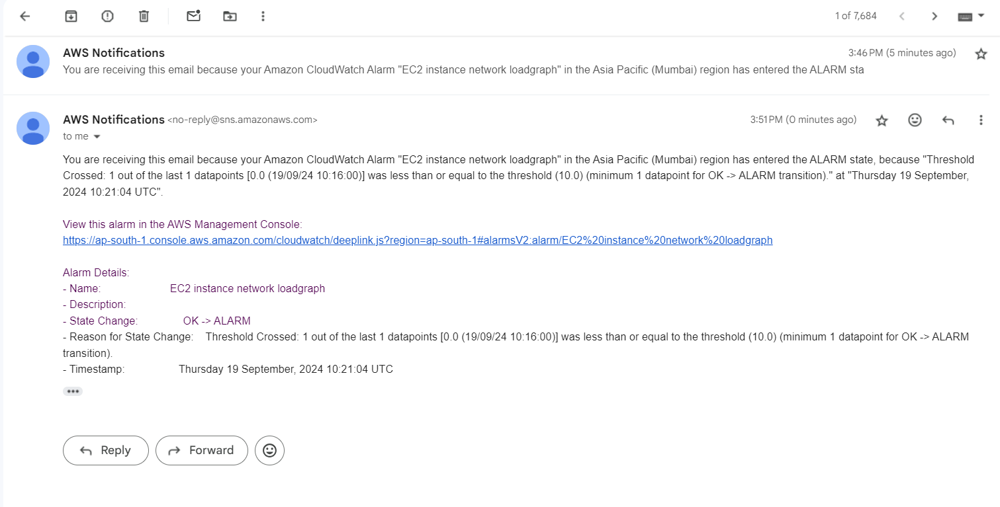 1 of 7,684
AWS Notifications
3:46 PM (5 minutes ago)
You are receiving this email because your Amazon CloudWatch Alarm "EC2 instance network loadgraph" in the Asia Pacific (Mumbai) region has entered the ALARM sta
AWS Notifications <no-reply@sns.amazonaws.com>
3:51 PM (0 minutes ago)
to me
You are receiving this email because your Amazon CloudWatch Alarm "EC2 instance network loadgraph" in the Asia Pacific (Mumbai) region has entered the ALARM state, because "Threshold
Crossed: 1 out of the last 1 datapoints [0.0 (19/09/24 10:16:00)] was less than or equal to the threshold (10.0) (minimum 1 datapoint for OK -> ALARM transition)." at "Thursday 19 September,
2024 10:21:04 UTC".
View this alarm in the AWS Management Console:
https://ap-south-1.console.aws.amazon.com/cloudwatch/deeplink.js?region=ap-south-1#alarmsV2:alarm/EC2%20instance%20network%20loadgraph
Alarm Details:
- Name: EC2 instance network loadgraph
- Description:
- State Change: OK -> ALARM
- Reason for State Change: Threshold Crossed: 1 out of the last 1 datapoints [0.0 (19/09/24 10:16:00)] was less than or equal to the threshold (10.0) (minimum 1 datapoint for OK -> ALARM
transition).
- Timestamp: Thursday 19 September, 2024 10:21:04 UTC
Reply
Forward